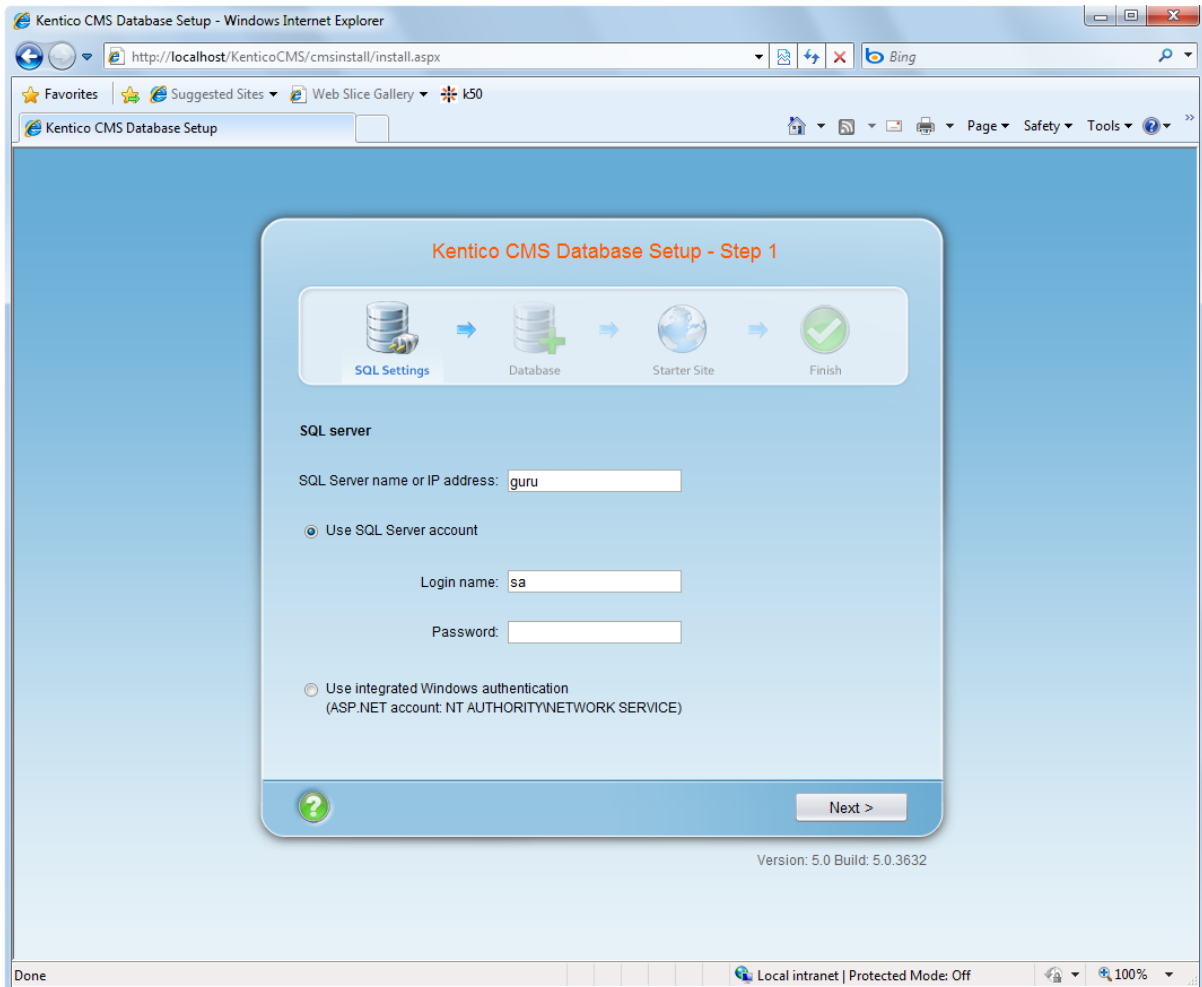 Kentico CMS Database Setup - Windows Internet Explorer
http://localhost/KenticoCMS/cmsinstall/install.aspx
Bing
Favorites
Suggested Sites
Web Slice Gallery
k50
Kentico CMS Database Setup
Page
Safety
Tools
Kentico CMS Database Setup - Step 1
SQL Settings
Database
Starter Site
Finish
SQL server
SQL Server name or IP address: guru
Use SQL Server account
Login name: sa
Password:
Use integrated Windows authentication
(ASP.NET account: NT AUTHORITY\NETWORK SERVICE)
Next >
Version: 5.0 Build: 5.0.3632
Done
Local intranet | Protected Mode: Off
100%